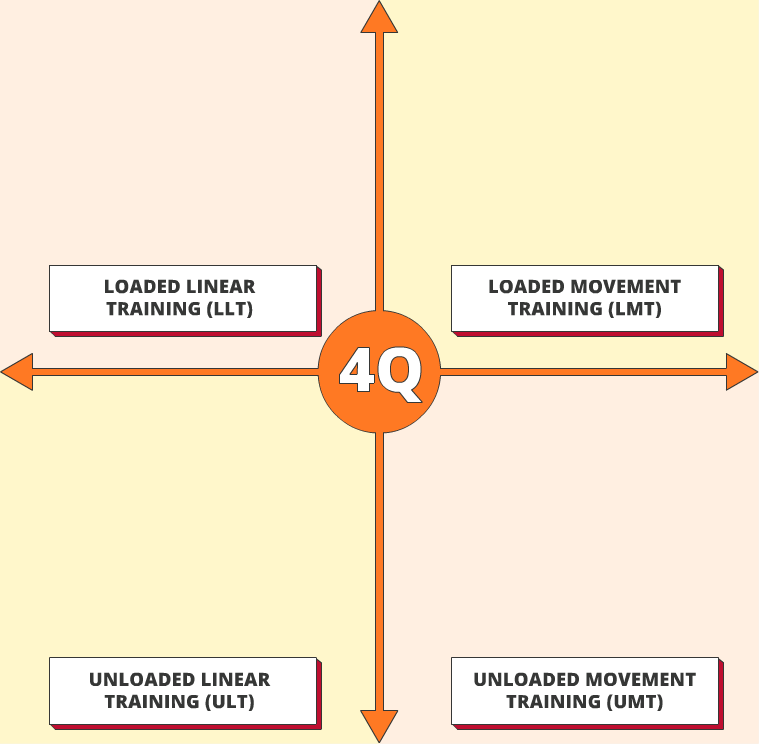 LOADED LINEAR
TRAINING (LLT)
LOADED MOVEMENT
TRAINING (LMT)
4Q
UNLOADED LINEAR
TRAINING (ULT)
UNLOADED MOVEMENT
TRAINING (UMT)